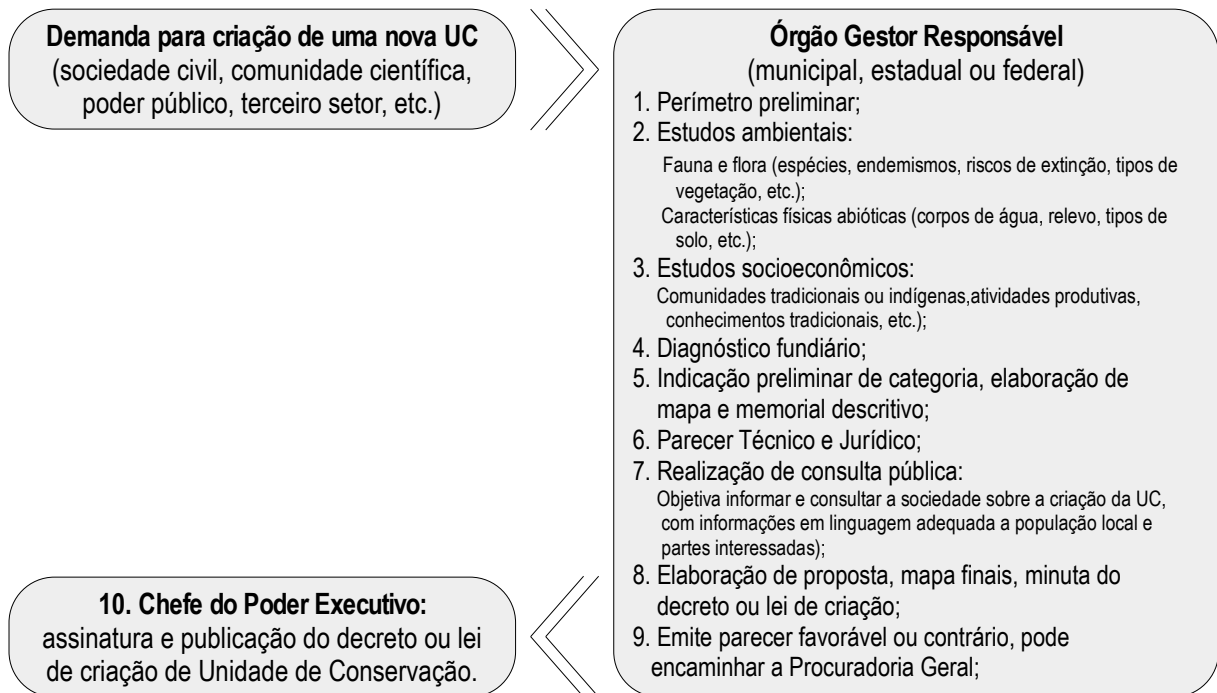 Demanda para criação de uma nova UC
(sociedade civil, comunidade científica,
poder público, terceiro setor, etc.)
Órgão Gestor Responsável
(municipal, estadual ou federal)
1. Perímetro preliminar;
2. Estudos ambientais:
Fauna e flora (espécies, endemismos, riscos de extinção, tipos de
vegetação, etc.);
Características físicas abióticas (corpos de água, relevo, tipos de
solo, etc.);
3. Estudos socioeconômicos:
Comunidades tradicionais ou indígenas,atividades produtivas,
conhecimentos tradicionais, etc.);
4. Diagnóstico fundiário;
5. Indicação preliminar de categoria, elaboração de
mapa e memorial descritivo;
6. Parecer Técnico e Jurídico;
7. Realização de consulta pública:
Objetiva informar e consultar a sociedade sobre a criação da UC,
com informações em linguagem adequada a população local e
partes interessadas);
8. Elaboração de proposta, mapa finais, minuta do
decreto ou lei de criação;
9. Emite parecer favorável ou contrário, pode
encaminhar a Procuradoria Geral;
10. Chefe do Poder Executivo:
assinatura e publicação do decreto ou lei
de criação de Unidade de Conservação.